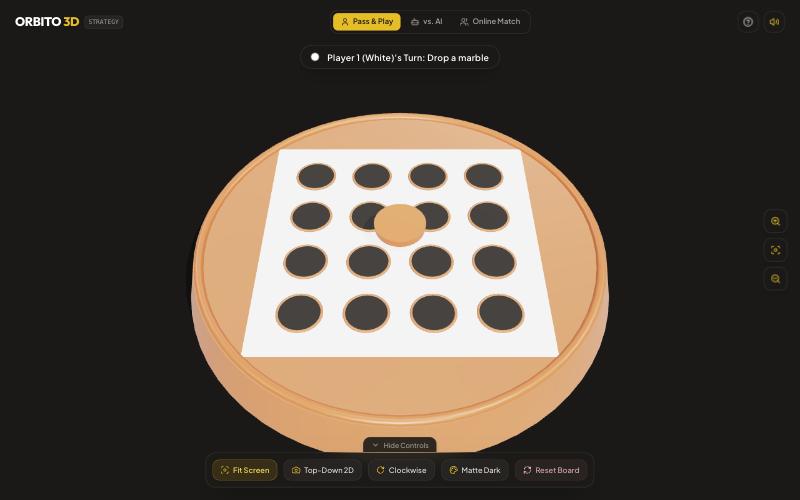 ORBITO 3D STRATEGY
Pass & Play vs. AI Online Match
Player 1 (White)'s Turn: Drop a marble
Hide Controls
Fit Screen Top-Down 2D Clockwise Matte Dark Reset Board